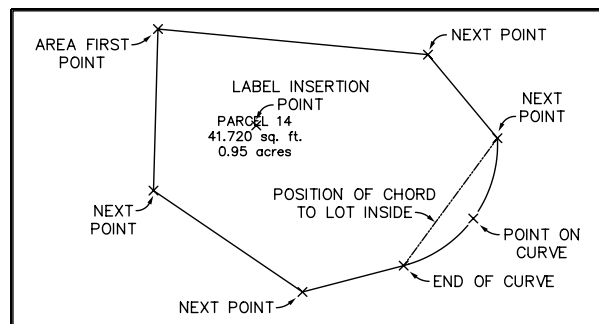 AREA FIRST
POINT
NEXT POINT
LABEL INSERTION
POINT
PARCEL 14
41.720 sq. ft.
0.95 acres
NEXT
POINT
POSITION OF CHORD
TO LOT INSIDE
NEXT
POINT
POINT ON
CURVE
END OF CURVE
NEXT POINT